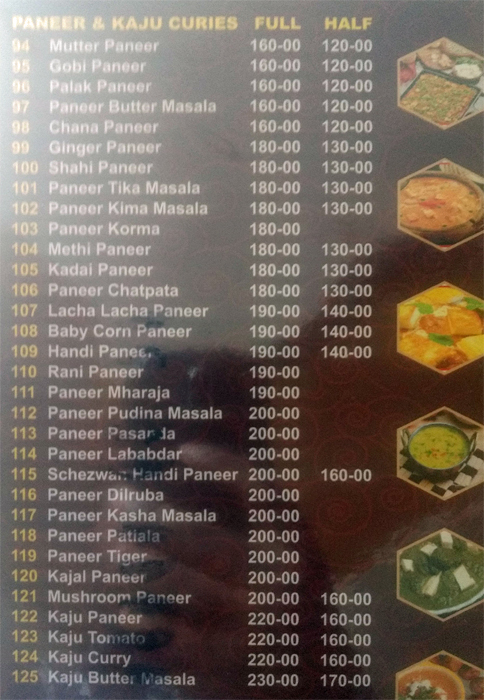 PANEER & KAJU CURIES FULL HALF
94 Mutter Paneer 160-00 120-00
95 Gobi Paneer 160-00 120-00
96 Palak Paneer 160-00 120-00
97 Paneer Butter Masala 160-00 120-00
98 Chana Paneer 160-00 120-00
99 Ginger Paneer 180-00 130-00
100 Shahi Paneer 180-00 130-00
101 Paneer Tika Masala 180-00 130-00
102 Paneer Kima Masala 180-00 130-00
103 Paneer Korma 180-00
104 Methi Paneer 180-00 130-00
105 Kadai Paneer 180-00 130-00
106 Paneer Chatpata 180-00 130-00
107 Lacha Lacha Paneer 190-00 140-00
108 Baby Corn Paneer 190-00 140-00
109 Handi Paneer 190-00 140-00
110 Rani Paneer 190-00
111 Paneer Mharaja 190-00
112 Paneer Pudina Masala 200-00
113 Paneer Pasanda 200-00
114 Paneer Lababdar 200-00
115 Schezwan Handi Paneer 200-00 160-00
116 Paneer Dilruba 200-00
117 Paneer Kasha Masala 200-00
118 Paneer Patiala 200-00
119 Paneer Tiger 200-00
120 Kajal Paneer 200-00
121 Mushroom Paneer 200-00 160-00
122 Kaju Paneer 220-00 160-00
123 Kaju Tomato 220-00 160-00
124 Kaju Curry 220-00 160-00
125 Kaju Butter Masala 230-00 170-00